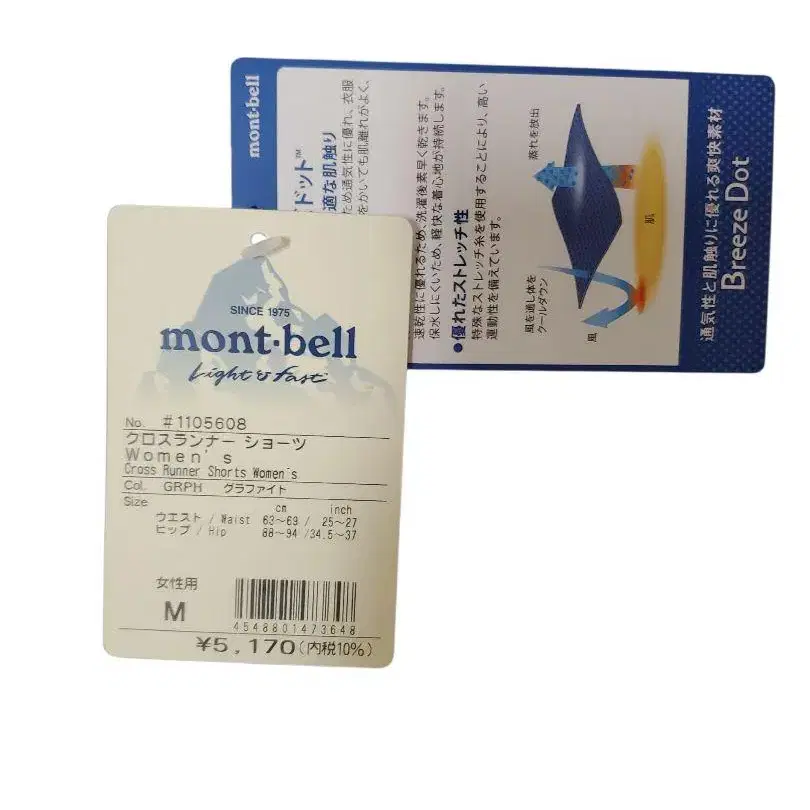 SINCE 1975
mont·bell
Light & Fast
No. #1105608
クロスランナー ショーツ
Women's
Cross Runner Shorts Women's
Col. GRPH グラファイト
Size cm inch
ウエスト / Waist 63~69 / 25~27
ヒップ / Hip 88~94 /34.5~37
女性用
M
4548801473648
¥5,170(内税10%)
mont·bell
通気性と肌触りに優れる爽快素材
Breeze Dot
蒸れを放出
肌
風を通し体を
クールダウン
風
ドット™
適な肌触り
ため通気性に優れ、衣服
をかいても肌離れがよく、
速乾性に優れるため、洗濯後素早く乾きます。
保水しにくいため、軽快な着心地が持続します。
●優れたストレッチ性
特殊なストレッチ糸を使用することにより、高い
運動性を備えています。